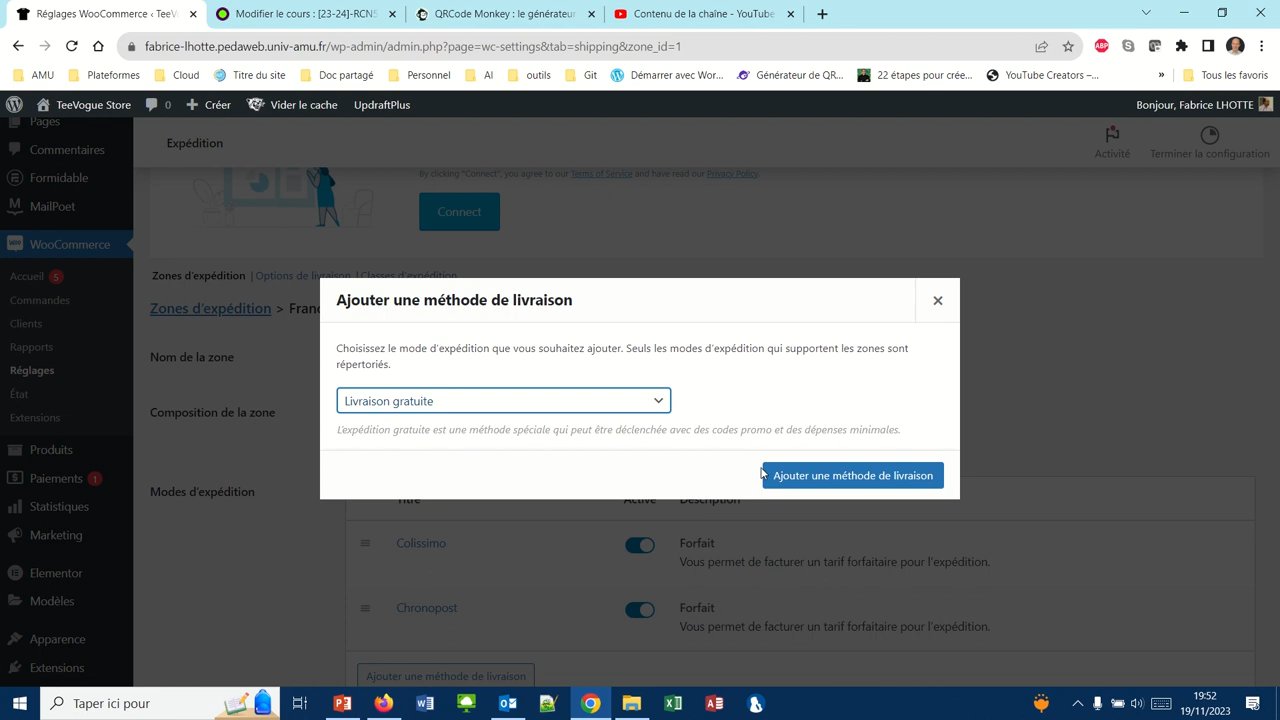 Réglages WooCommerce ‹ TeeV
Modifier le cours : [23-24]-RCNS
QRCode Monkey : le générateur
Contenu de la chaîne - YouTube
fabrice-lhotte.pedaweb.univ-amu.fr/wp-admin/admin.php?page=wc-settings&tab=shipping&zone_id=1
AMU
Plateformes
Cloud
Titre du site
Doc partagé
Personnel
AI
outils
Git
Démarrer avec Wor...
Générateur de QR...
22 étapes pour crée...
YouTube Creators –...
»
Tous les favoris
TeeVogue Store
0
Créer
Vider le cache
UpdraftPlus
Bonjour, Fabrice LHOTTE
Pages
Commentaires
Formidable
MailPoet
WooCommerce
Accueil 5
Commandes
Clients
Rapports
Réglages
État
Extensions
Produits
Paiements 1
Statistiques
Marketing
Elementor
Modèles
Apparence
Extensions
Expédition
Activité
Terminer la configuration
By clicking "Connect", you agree to our Terms of Service and have read our Privacy Policy.
Connect
Zones d'expédition | Options de livraison | Classes d'expédition
Zones d'expédition > Franc
Nom de la zone
Composition de la zone
Modes d'expédition
Ajouter une méthode de livraison
Choisissez le mode d'expédition que vous souhaitez ajouter. Seuls les modes d'expédition qui supportent les zones sont
répertoriés.
Livraison gratuite
L'expédition gratuite est une méthode spéciale qui peut être déclenchée avec des codes promo et des dépenses minimales.
Ajouter une méthode de livraison
Titre
Activé
Description
Colissimo
Forfait
Vous permet de facturer un tarif forfaitaire pour l'expédition.
Chronopost
Forfait
Vous permet de facturer un tarif forfaitaire pour l'expédition.
Ajouter une méthode de livraison
Taper ici pour
19:52
19/11/2023